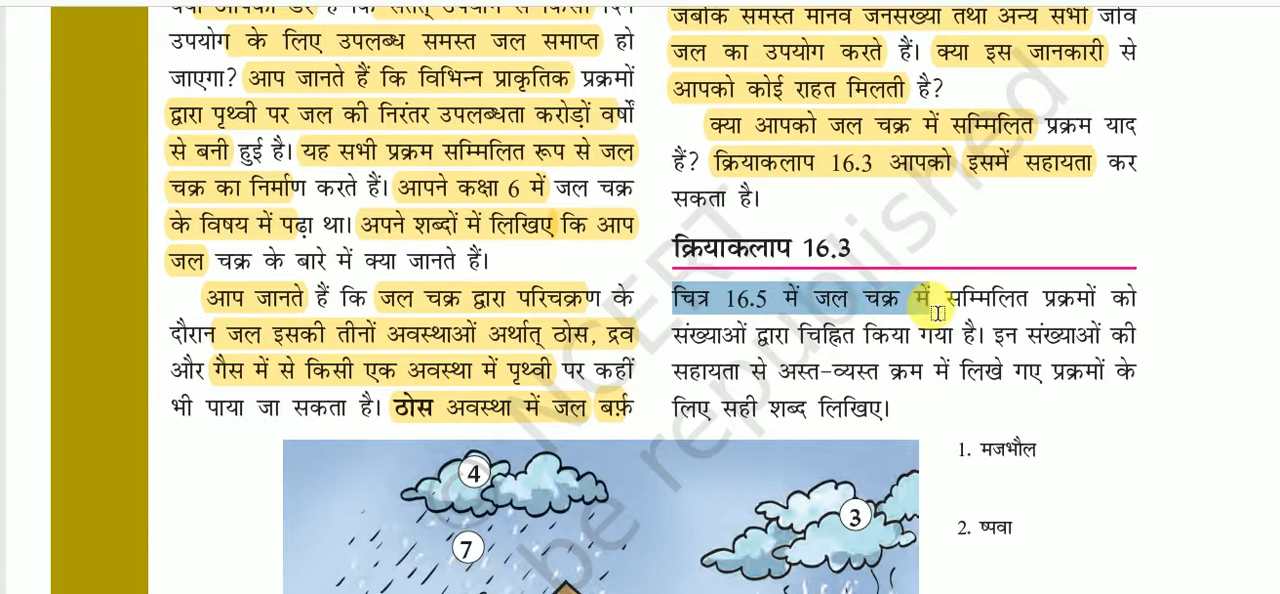 उपयोग के लिए उपलब्ध समस्त जल समाप्त हो
जाएगा? आप जानते हैं कि विभिन्न प्राकृतिक प्रक्रमों
द्वारा पृथ्वी पर जल की निरंतर उपलब्धता करोड़ों वर्षों
से बनी हुई है। यह सभी प्रक्रम सम्मिलित रूप से जल
चक्र का निर्माण करते हैं। आपने कक्षा 6 में जल चक्र
के विषय में पढ़ा था। अपने शब्दों में लिखिए कि आप
जल चक्र के बारे में क्या जानते हैं।
आप जानते हैं कि जल चक्र द्वारा परिचक्रण के
दौरान जल इसकी तीनों अवस्थाओं अर्थात् ठोस, द्रव
और गैस में से किसी एक अवस्था में पृथ्वी पर कहीं
भी पाया जा सकता है। ठोस अवस्था में जल बर्फ़
जबकि समस्त मानव जनसंख्या तथा अन्य सभी जीव
जल का उपयोग करते हैं। क्या इस जानकारी से
आपको कोई राहत मिलती है?
क्या आपको जल चक्र में सम्मिलित प्रक्रम याद
हैं? क्रियाकलाप 16.3 आपको इसमें सहायता कर
सकता है।
क्रियाकलाप 16.3
चित्र 16.5 में जल चक्र में सम्मिलित प्रक्रमों को
संख्याओं द्वारा चिह्नित किया गया है। इन संख्याओं की
सहायता से अस्त-व्यस्त क्रम में लिखे गए प्रक्रमों के
लिए सही शब्द लिखिए।
4
7
3
1. मजभौल
2. ष्पवा
© NCERT
be republished